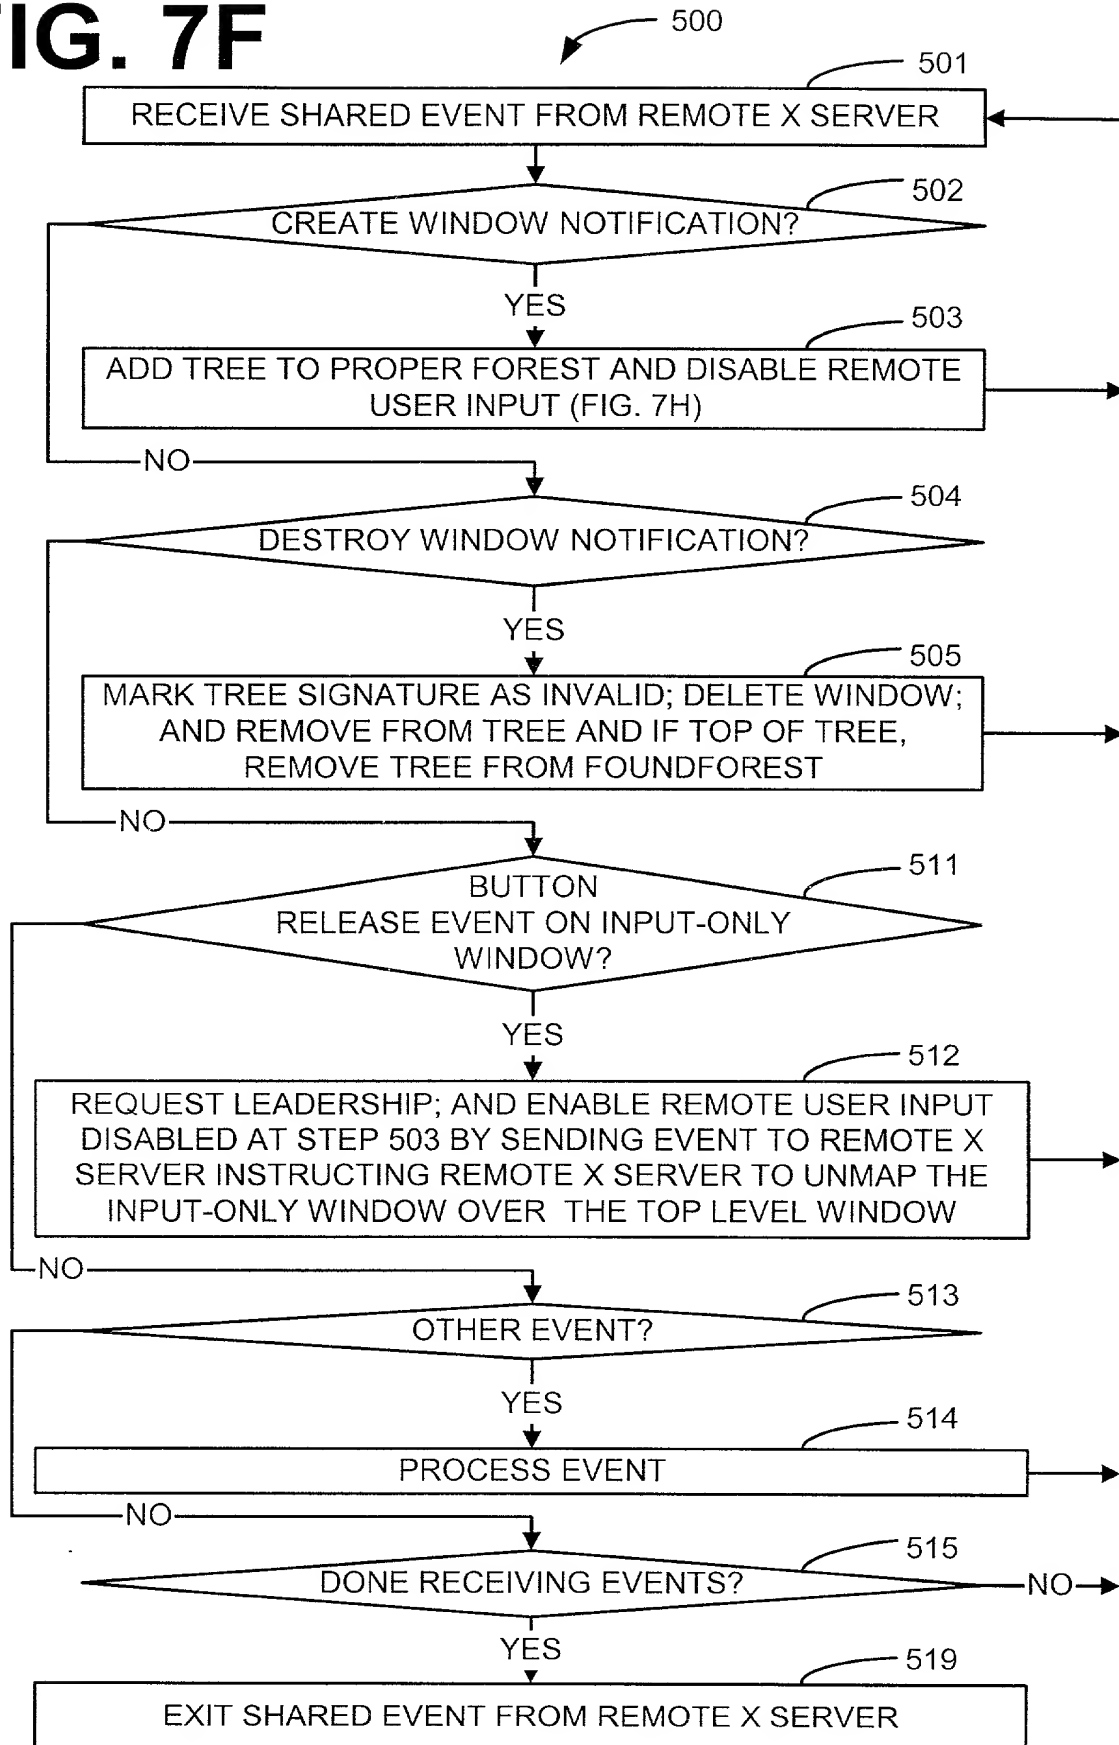 IG. 7F
500
501
RECEIVE SHARED EVENT FROM REMOTE X SERVER
502
CREATE WINDOW NOTIFICATION?
YES
503
ADD TREE TO PROPER FOREST AND DISABLE REMOTE
USER INPUT (FIG. 7H)
NO
504
DESTROY WINDOW NOTIFICATION?
YES
505
MARK TREE SIGNATURE AS INVALID; DELETE WINDOW;
AND REMOVE FROM TREE AND IF TOP OF TREE,
REMOVE TREE FROM FOUNDFOREST
NO
511
BUTTON
RELEASE EVENT ON INPUT-ONLY
WINDOW?
YES
512
REQUEST LEADERSHIP; AND ENABLE REMOTE USER INPUT
DISABLED AT STEP 503 BY SENDING EVENT TO REMOTE X
SERVER INSTRUCTING REMOTE X SERVER TO UNMAP THE
INPUT-ONLY WINDOW OVER THE TOP LEVEL WINDOW
NO
513
OTHER EVENT?
YES
514
PROCESS EVENT
NO
515
DONE RECEIVING EVENTS?
NO
YES
519
EXIT SHARED EVENT FROM REMOTE X SERVER